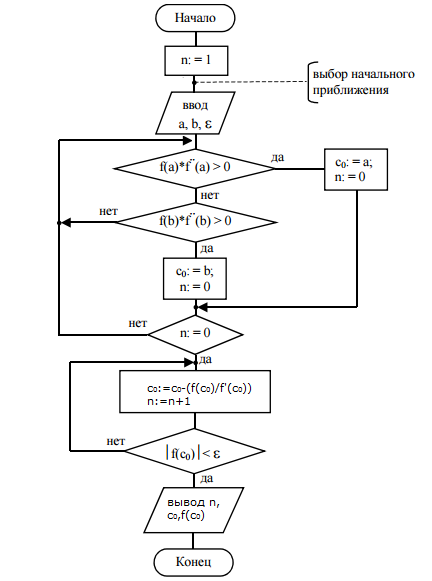 Начало
n: = 1
выбор начального
приближения
ввод
a, b, ε
f(a)*f¨(a) > 0
да
c₀: = a;
n: = 0
нет
f(b)*f¨(b) > 0
нет
да
c₀: = b;
n: = 0
n: = 0
нет
да
c₀:=c₀-(f(c₀)/f'(c₀))
n:=n+1
|f(c₀)| < ε
нет
да
вывод n,
c₀,f(c₀)
Конец